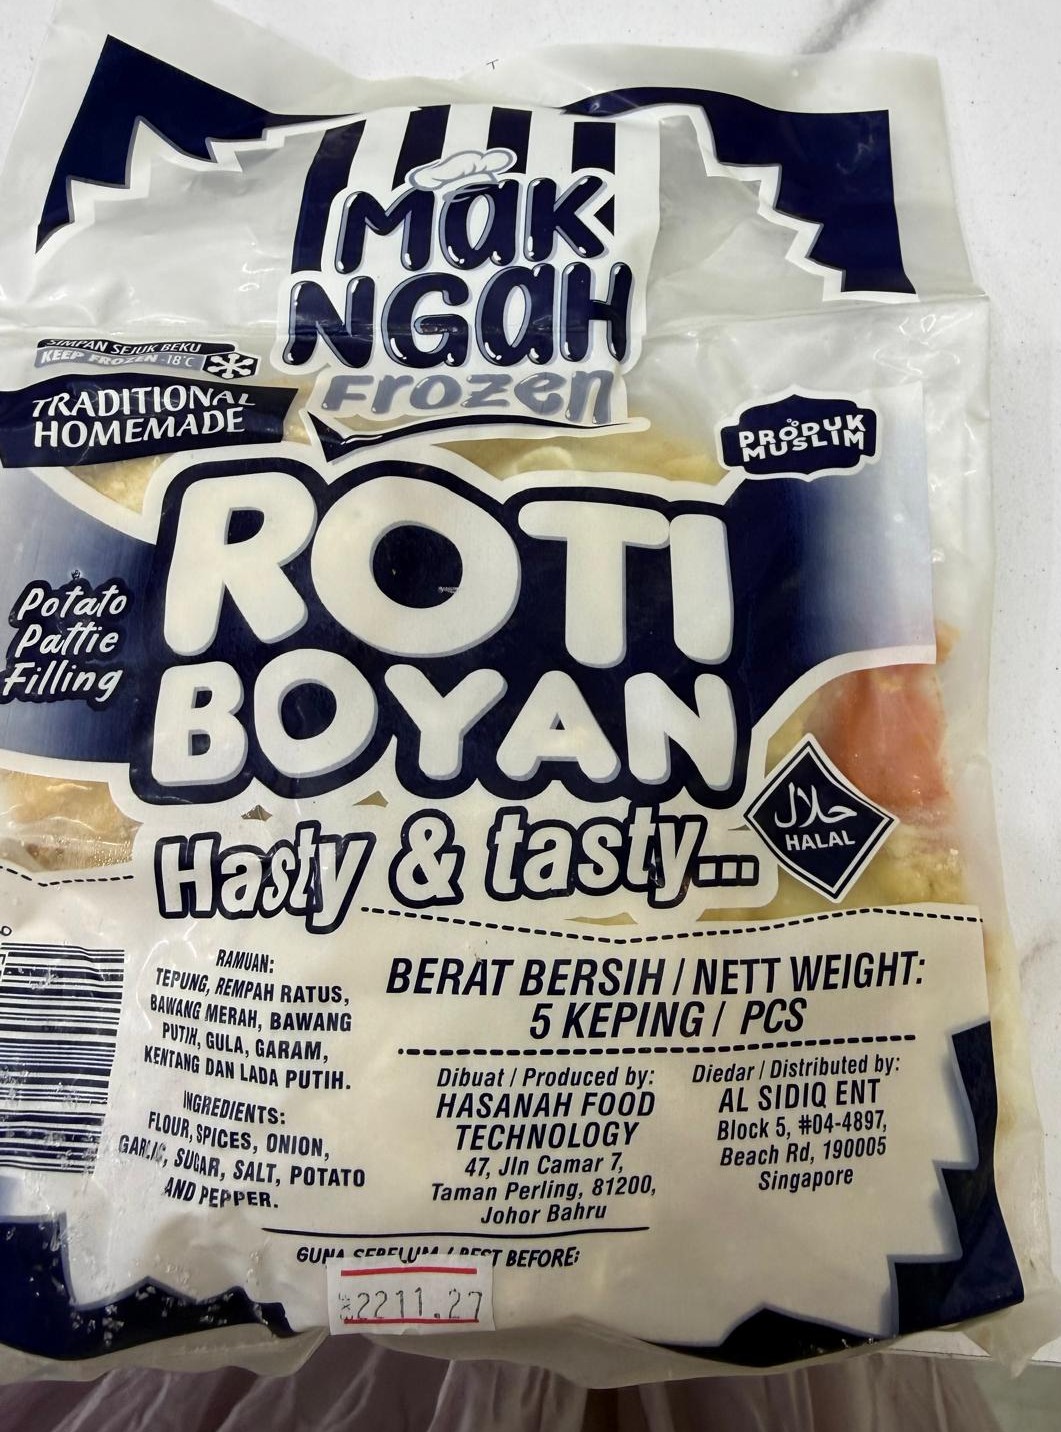 MaK
NGaH
Frozen
SIMPAN SEJUK BEKU
KEEP FROZEN -18°C
TRADITIONAL
HOMEMADE
PRODUK
MUSLIM
ROTI
BOYAN
Potato
Pattie
Filling
Hasty & tasty...
حلال
HALAL
RAMUAN:
TEPUNG, REMPAH RATUS,
BAWANG MERAH, BAWANG
PUTIH, GULA, GARAM,
KENTANG DAN LADA PUTIH.
INGREDIENTS:
FLOUR, SPICES, ONION,
GARLIC, SUGAR, SALT, POTATO
AND PEPPER.
BERAT BERSIH / NETT WEIGHT:
5 KEPING / PCS
Dibuat / Produced by:
HASANAH FOOD
TECHNOLOGY
47, Jln Camar 7,
Taman Perling, 81200,
Johor Bahru
Diedar / Distributed by:
AL SIDIQ ENT
Block 5, #04-4897,
Beach Rd, 190005
Singapore
GUNA SEBELUM / BEST BEFORE:
EXP 2211.27